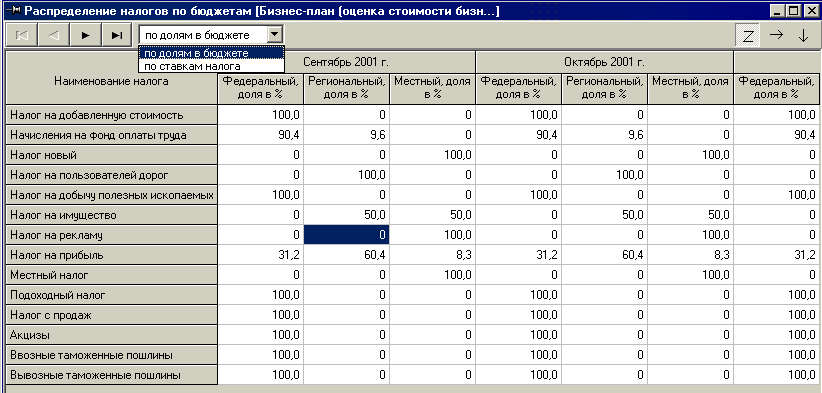 Распределение налогов по бюджетам [Бизнес-план (оценка стоимости бизн...]
по долям в бюджете
Z
по долям в бюджете
по ставкам налога
Наименование налога Сентябрь 2001 г. Октябрь 2001 г.
Федеральный, доля в % Региональный, доля в % Местный, доля в % Федеральный, доля в % Региональный, доля в % Местный, доля в % Федеральный, доля в %
Налог на добавленную стоимость 100,0 0 0 100,0 0 0 100,0
Начисления на фонд оплаты труда 90,4 9,6 0 90,4 9,6 0 90,4
Налог новый 0 0 100,0 0 0 100,0 0
Налог на пользователей дорог 0 100,0 0 0 100,0 0 0
Налог на добычу полезных ископаемых 100,0 0 0 100,0 0 0 100,0
Налог на имущество 0 50,0 50,0 0 50,0 50,0 0
Налог на рекламу 0 0 100,0 0 0 100,0 0
Налог на прибыль 31,2 60,4 8,3 31,2 60,4 8,3 31,2
Местный налог 0 0 100,0 0 0 100,0 0
Подоходный налог 100,0 0 0 100,0 0 0 100,0
Налог с продаж 100,0 0 0 100,0 0 0 100,0
Акцизы 100,0 0 0 100,0 0 0 100,0
Ввозные таможенные пошлины 100,0 0 0 100,0 0 0 100,0
Вывозные таможенные пошлины 100,0 0 0 100,0 0 0 100,0